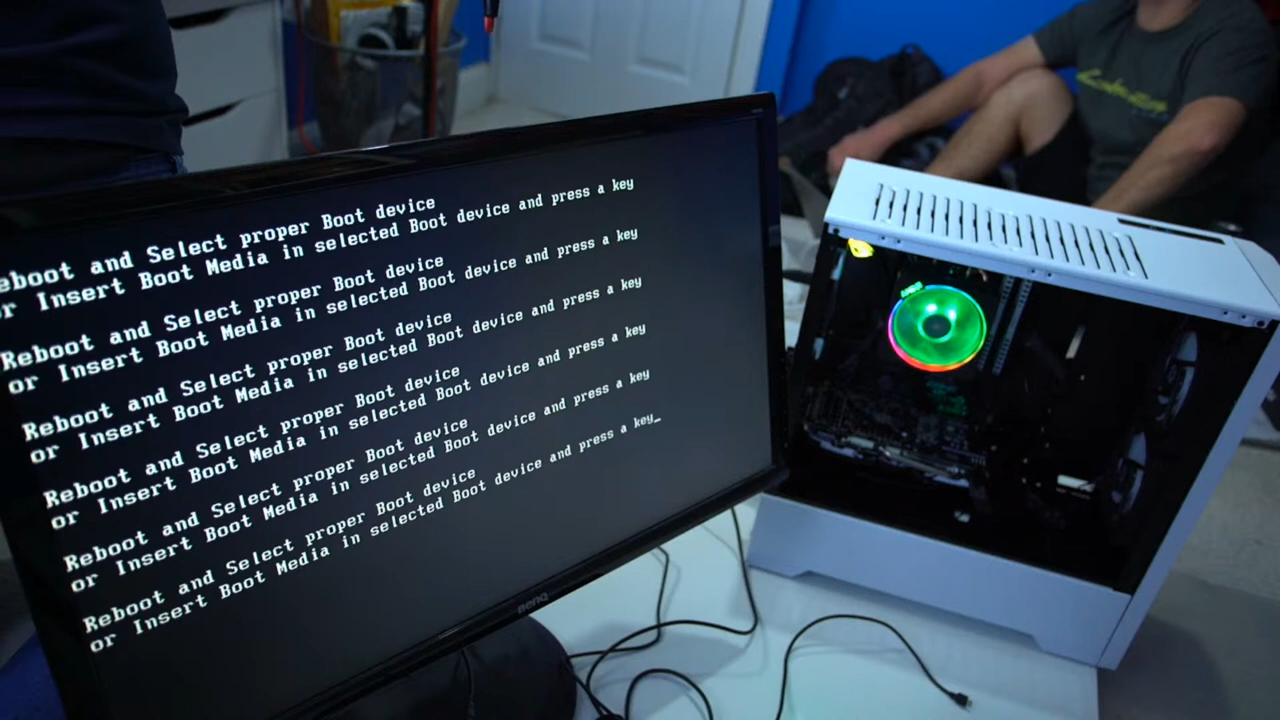 Reboot and Select proper Boot device
or Insert Boot Media in selected Boot device and press a key
Reboot and Select proper Boot device
or Insert Boot Media in selected Boot device and press a key
Reboot and Select proper Boot device
or Insert Boot Media in selected Boot device and press a key
Reboot and Select proper Boot device
or Insert Boot Media in selected Boot device and press a key
Reboot and Select proper Boot device
or Insert Boot Media in selected Boot device and press a key
Reboot and Select proper Boot device
or Insert Boot Media in selected Boot device and press a key_
BenQ